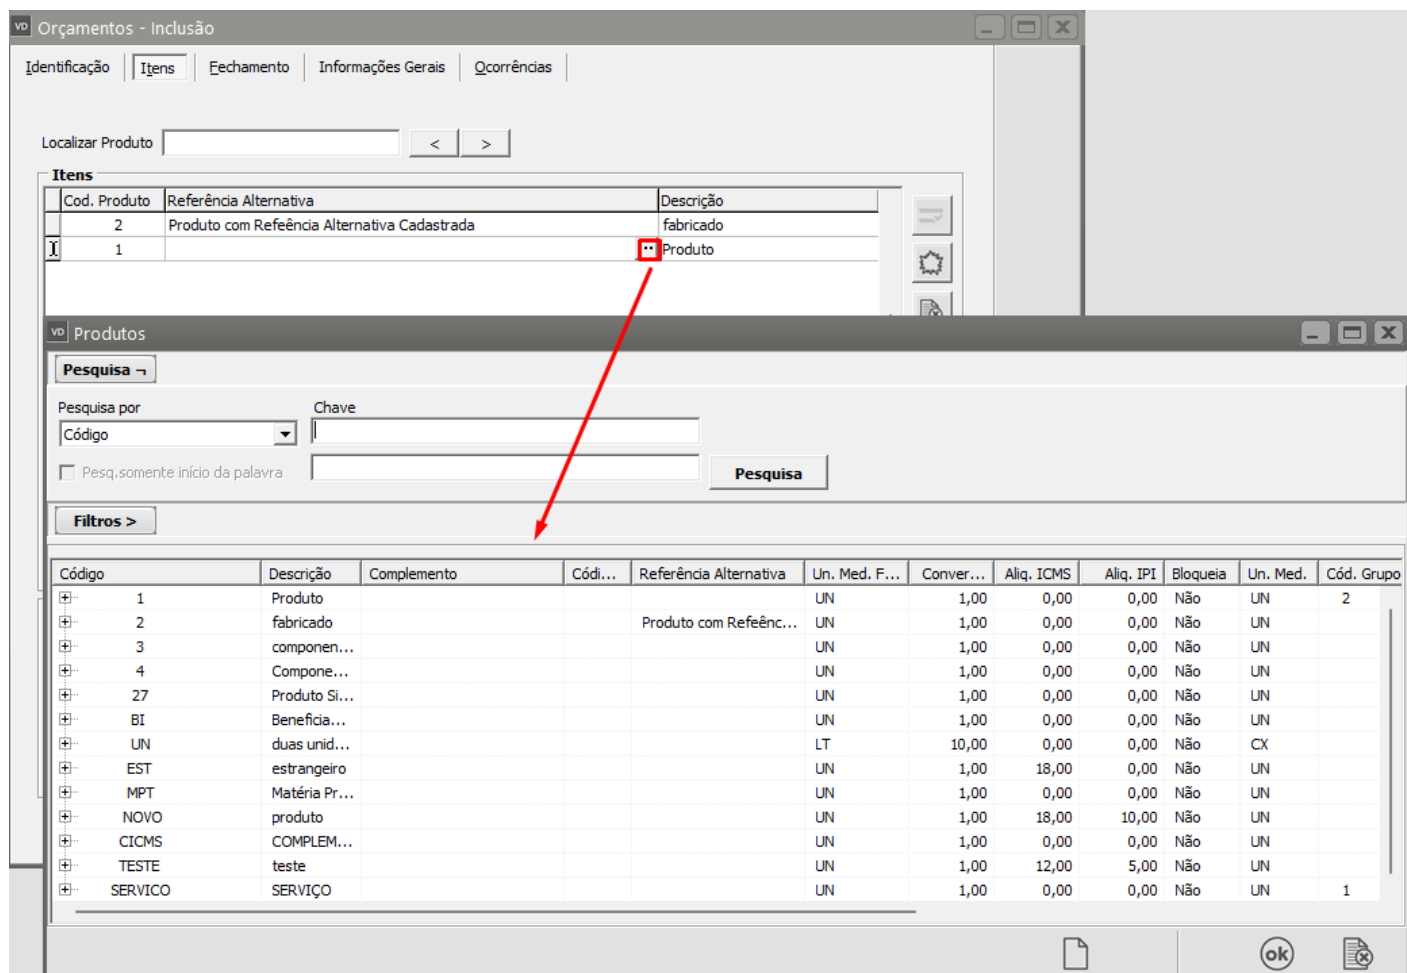 VD Orçamentos - Inclusão
Identificação Itens Fechamento Informações Gerais Ocorrências
Localizar Produto < >
Itens
Cod. Produto Referência Alternativa Descrição
2 Produto com Refeência Alternativa Cadastrada fabricado
1 .. Produto
VD Produtos
Pesquisa ¬
Pesquisa por Chave
Código
Pesq.somente início da palavra Pesquisa
Filtros >
Código Descrição Complemento Códi... Referência Alternativa Un. Med. F... Conver... Aliq. ICMS Aliq. IPI Bloqueia Un. Med. Cód. Grupo
1 Produto UN 1,00 0,00 0,00 Não UN 2
2 fabricado Produto com Refeênc... UN 1,00 0,00 0,00 Não UN
3 componen... UN 1,00 0,00 0,00 Não UN
4 Compone... UN 1,00 0,00 0,00 Não UN
27 Produto Si... UN 1,00 0,00 0,00 Não UN
BI Beneficia... UN 1,00 0,00 0,00 Não UN
UN duas unid... LT 10,00 0,00 0,00 Não CX
EST estrangeiro UN 1,00 18,00 0,00 Não UN
MPT Matéria Pr... UN 1,00 0,00 0,00 Não UN
NOVO produto UN 1,00 18,00 10,00 Não UN
CICMS COMPLEM... UN 1,00 0,00 0,00 Não UN
TESTE teste UN 1,00 12,00 5,00 Não UN
SERVICO SERVIÇO UN 1,00 0,00 0,00 Não UN 1
ok